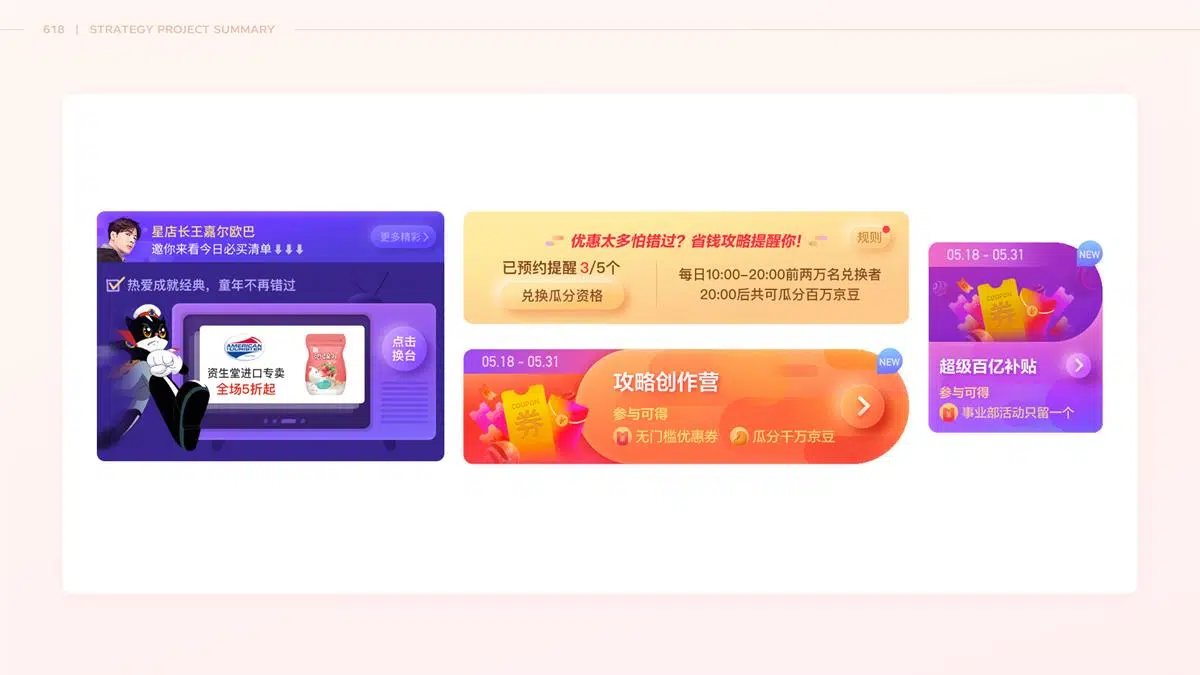 618 | STRATEGY PROJECT SUMMARY
星店长王嘉尔欧巴
邀你来看今日必买清单⬇⬇⬇
更多精彩>
热爱成就经典，童年不再错过
AMERICAN
TOURISTER
资生堂进口专卖
全场5折起
点击
换台
优惠太多怕错过？省钱攻略提醒你！
规则
已预约提醒 3/5个
兑换瓜分资格
每日10:00-20:00前两万名兑换者
20:00后共可瓜分百万京豆
05.18 - 05.31
NEW
COUPON
券
攻略创作营
参与可得
无门槛优惠券
瓜分千万京豆
05.18 - 05.31
NEW
COUPON
券
超级百亿补贴
参与可得
事业部活动只留一个